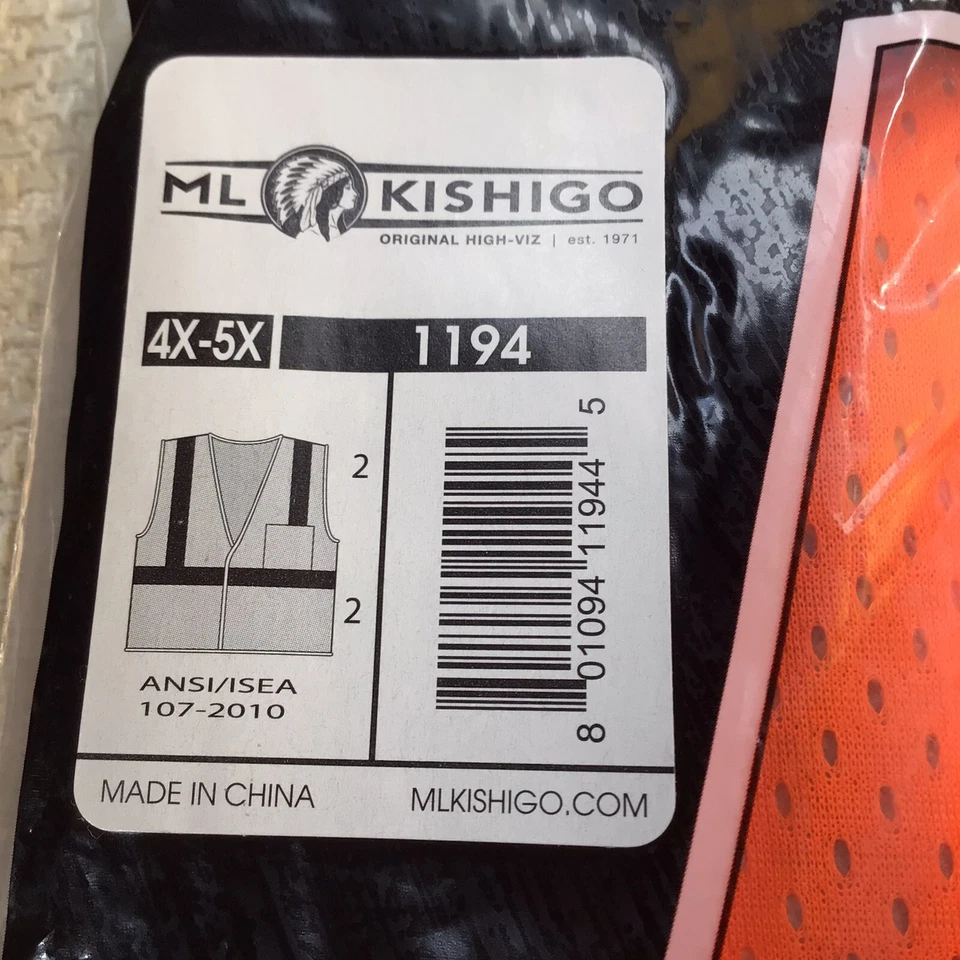 ML KISHIGO
ORIGINAL HIGH-VIZ | est. 1971
4X-5X 1194
2
2
ANSI/ISEA
107-2010
8 01094 11944 5
MADE IN CHINA MLKISHIGO.COM